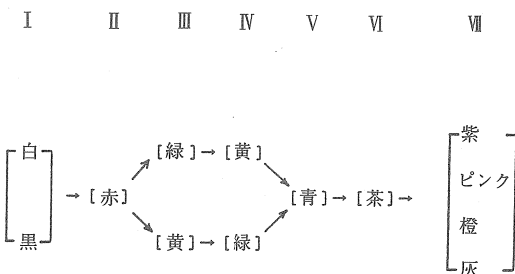 I II III IV V VI VII
白
黒
→ [赤]
[緑] → [黄]
[黄] → [緑]
[青] → [茶] →
紫
ピンク
橙
灰